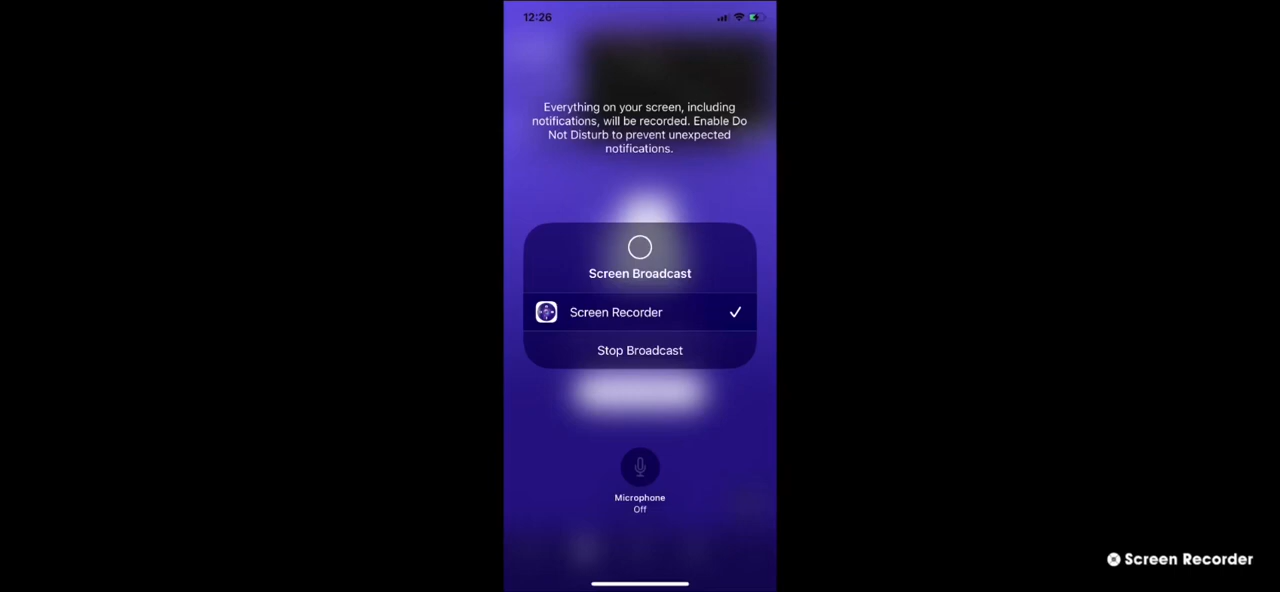 12:26
Everything on your screen, including
notifications, will be recorded. Enable Do
Not Disturb to prevent unexpected
notifications.
Screen Broadcast
Screen Recorder
Stop Broadcast
Microphone
Off
Screen Recorder